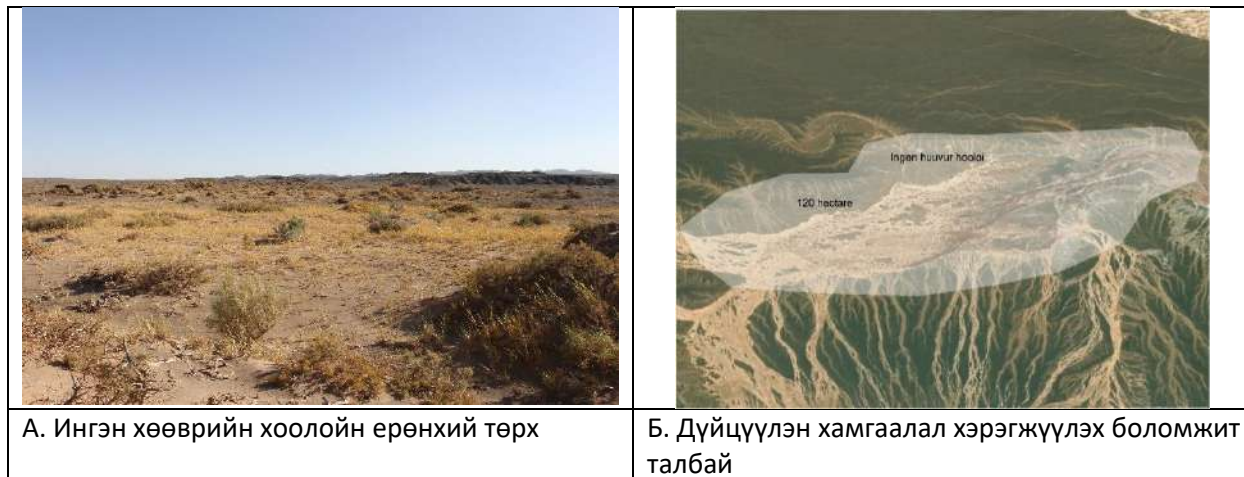 Ingen huuvur hooloi
120 hectare
А. Ингэн хөөврийн хоолойн ерөнхий төрх
Б. Дүйцүүлэн хамгаалал хэрэгжүүлэх боломжит
талбай